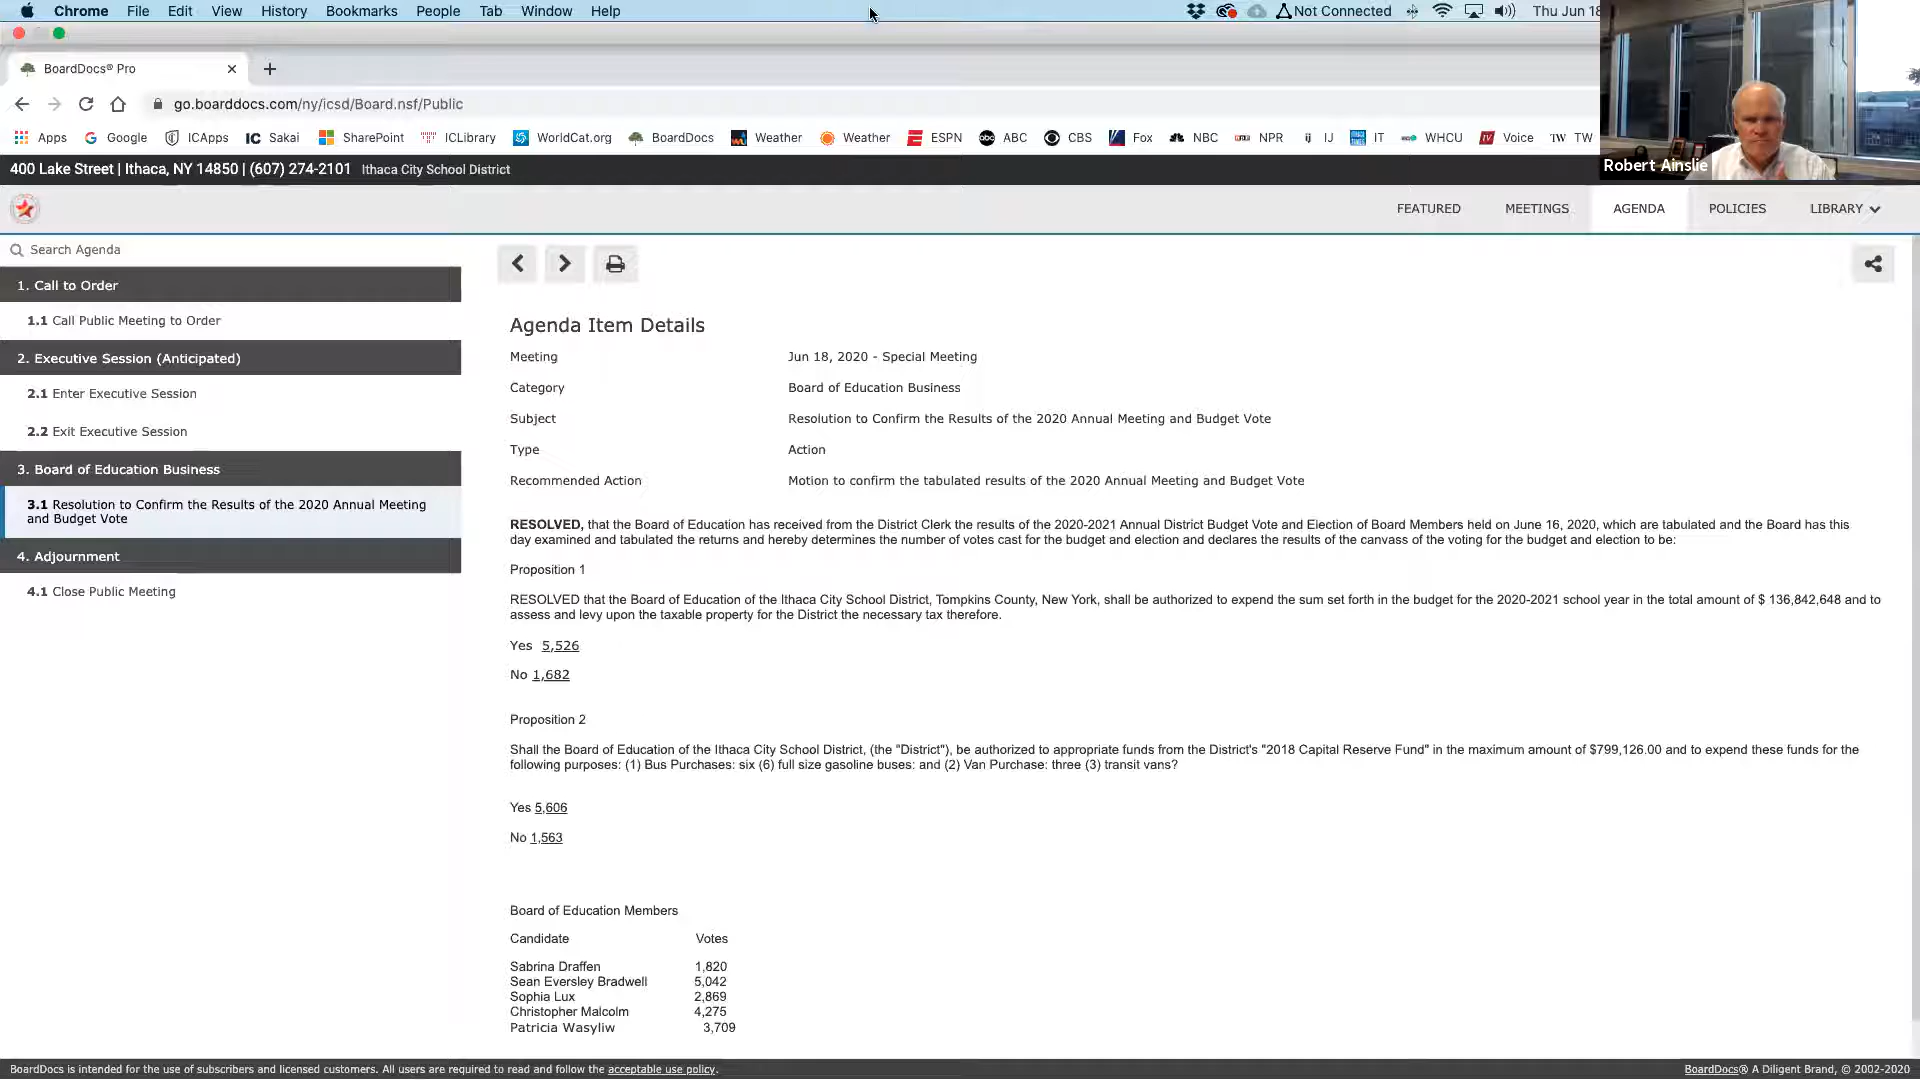 Chrome File Edit View History Bookmarks People Tab Window Help Not Connected Thu Jun 18
BoardDocs® Pro
go.boarddocs.com/ny/icsd/Board.nsf/Public
Apps Google ICApps IC Sakai SharePoint ICLibrary WorldCat.org BoardDocs Weather Weather ESPN abc ABC CBS Fox NBC NPR IJ IT WHCU IV Voice TW TW
Robert Ainslie
400 Lake Street | Ithaca, NY 14850 | (607) 274-2101 Ithaca City School District
FEATURED MEETINGS AGENDA POLICIES LIBRARY
Search Agenda
1. Call to Order
1.1 Call Public Meeting to Order
2. Executive Session (Anticipated)
2.1 Enter Executive Session
2.2 Exit Executive Session
3. Board of Education Business
3.1 Resolution to Confirm the Results of the 2020 Annual Meeting
and Budget Vote
4. Adjournment
4.1 Close Public Meeting
Agenda Item Details
Meeting Jun 18, 2020 - Special Meeting
Category Board of Education Business
Subject Resolution to Confirm the Results of the 2020 Annual Meeting and Budget Vote
Type Action
Recommended Action Motion to confirm the tabulated results of the 2020 Annual Meeting and Budget Vote
RESOLVED, that the Board of Education has received from the District Clerk the results of the 2020-2021 Annual District Budget Vote and Election of Board Members held on June 16, 2020, which are tabulated and the Board has this
day examined and tabulated the returns and hereby determines the number of votes cast for the budget and election and declares the results of the canvass of the voting for the budget and election to be:
Proposition 1
RESOLVED that the Board of Education of the Ithaca City School District, Tompkins County, New York, shall be authorized to expend the sum set forth in the budget for the 2020-2021 school year in the total amount of $ 136,842,648 and to
assess and levy upon the taxable property for the District the necessary tax therefore.
Yes 5,526
No 1,682
Proposition 2
Shall the Board of Education of the Ithaca City School District, (the "District"), be authorized to appropriate funds from the District's "2018 Capital Reserve Fund" in the maximum amount of $799,126.00 and to expend these funds for the
following purposes: (1) Bus Purchases: six (6) full size gasoline buses: and (2) Van Purchase: three (3) transit vans?
Yes 5,606
No 1,563
Board of Education Members
Candidate Votes
Sabrina Draffen 1,820
Sean Eversley Bradwell 5,042
Sophia Lux 2,869
Christopher Malcolm 4,275
Patricia Wasyliw 3,709
BoardDocs is intended for the use of subscribers and licensed customers. All users are required to read and follow the acceptable use policy. BoardDocs® A Diligent Brand, © 2002-2020